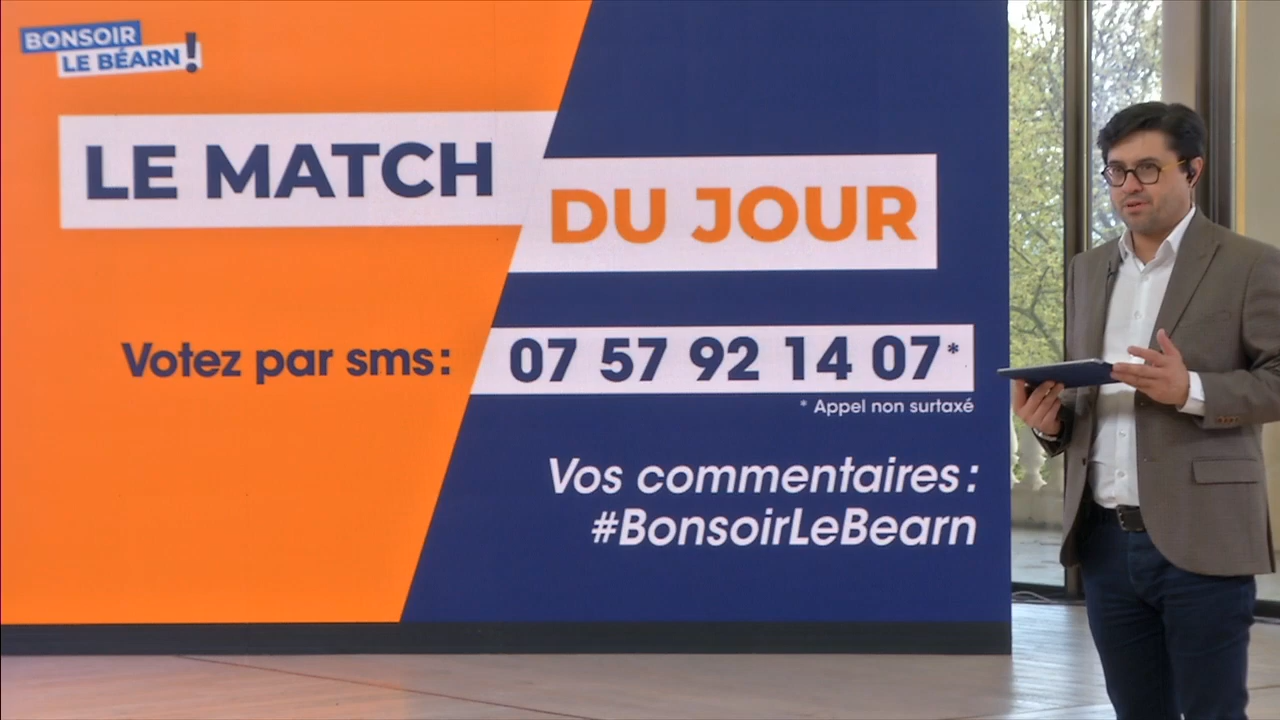 BONSOIR
LE BÉARN !
LE MATCH
DU JOUR
Votez par sms : 07 57 92 14 07*
* Appel non surtaxé
Vos commentaires :
#BonsoirLeBearn